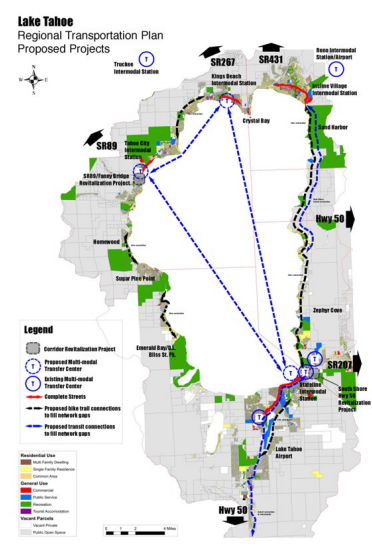 Lake Tahoe
Regional Transportation Plan
Proposed Projects
Truckee
Intermodal Station
SR267
SR431
Reno Intermodal
Station/Airport
Kings Beach
Intermodal Station
Incline Village
Intermodal Station
Crystal Bay
Sand Harbor
SR89
Tahoe City
Intermodal
Station
SR89/Fanny Bridge
Revitalization Project
Hwy 50
Homewood
Sugar Pine Point
Zephyr Cove
Emerald Bay/D.L.
Bliss St. Pk.
SR207
Stateline
Intermodal
Station
South Shore
Hwy 50
Revitalization
Project
Lake Tahoe
Airport
Hwy 50
N
W
E
S
T
T
T
T
T
T
T
T
T
Legend
Corridor Revitalization Project
T
Proposed Multi-modal
Transfer Center
T
Existing Multi-modal
Transfer Center
Complete Streets
Proposed bike trail connections
to fill network gaps
Proposed transit connections
to fill network gaps
Residential Use
Multi Family Dwelling
Single Family Residence
Common Area
General Use
Commercial
Public Service
Recreation
Tourist Accomodation
Vacant Parcels
Vacant Private
Public Open Space
0 1 2 4 Miles